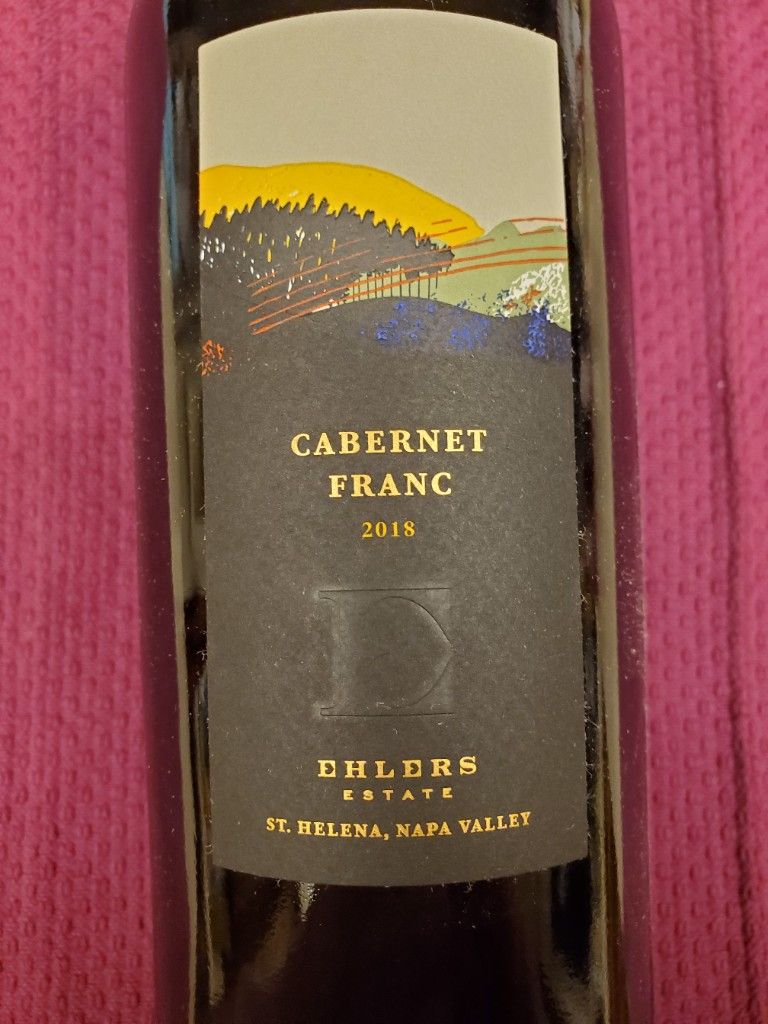 CABERNET
FRANC
2018
E
EHLERS
ESTATE
ST. HELENA, NAPA VALLEY